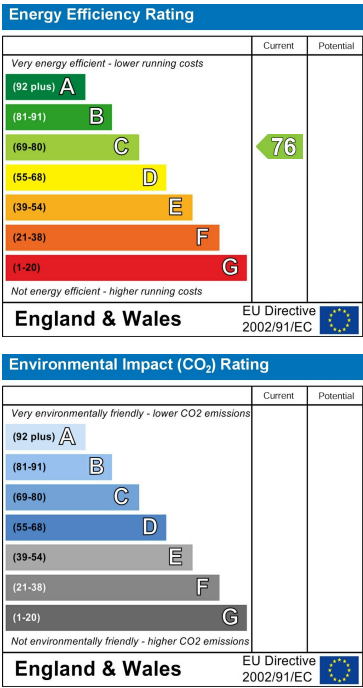 Energy Efficiency Rating
Current Potential
Very energy efficient - lower running costs
(92 plus) A
(81-91) B
(69-80) C 76
(55-68) D
(39-54) E
(21-38) F
(1-20) G
Not energy efficient - higher running costs
England & Wales EU Directive
2002/91/EC
Environmental Impact (CO₂) Rating
Current Potential
Very environmentally friendly - lower CO2 emissions
(92 plus) A
(81-91) B
(69-80) C
(55-68) D
(39-54) E
(21-38) F
(1-20) G
Not environmentally friendly - higher CO2 emissions
England & Wales EU Directive
2002/91/EC